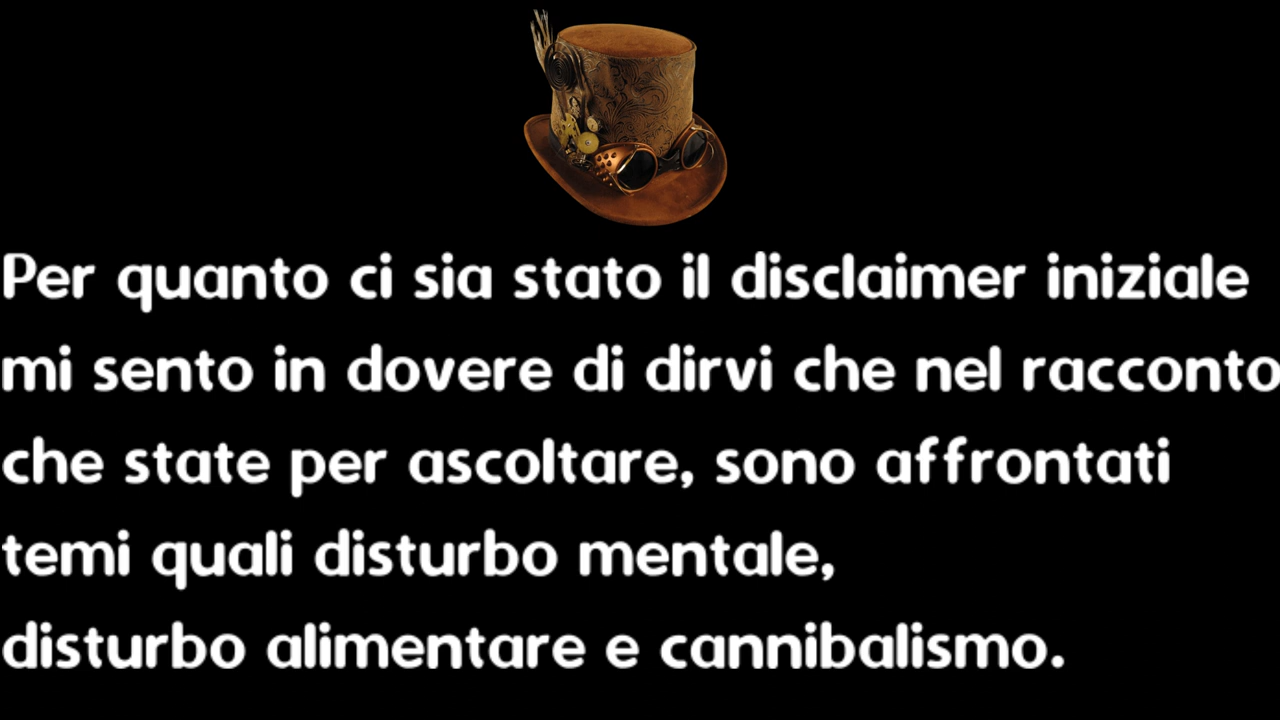 Per quanto ci sia stato il disclaimer iniziale
mi sento in dovere di dirvi che nel racconto
che state per ascoltare, sono affrontati
temi quali disturbo mentale,
disturbo alimentare e cannibalismo.